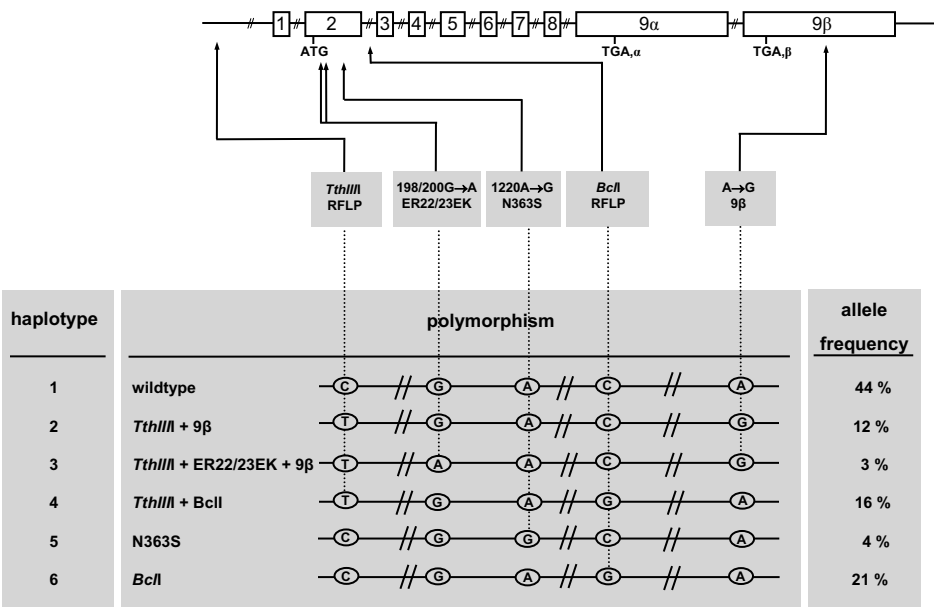 1 2 3 4 5 6 7 8 9α 9β
ATG TGA,α TGA,β
TthIIII 198/200G→A 1220A→G BclI A→G
RFLP ER22/23EK N363S RFLP 9β
haplotype polymorphism allele
frequency
1 wildtype C G A C A 44 %
2 TthIIII + 9β T G A C G 12 %
3 TthIIII + ER22/23EK + 9β T A A C G 3 %
4 TthIIII + BclI T G A G A 16 %
5 N363S C G G C A 4 %
6 BclI C G A G A 21 %